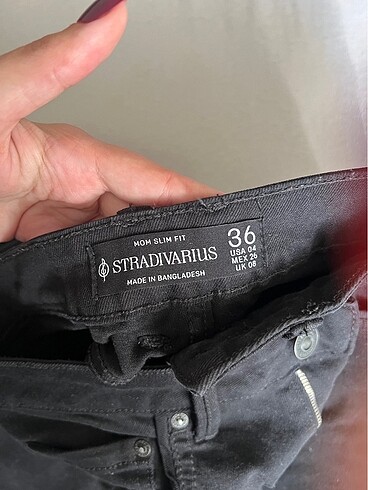 MOM SLIM FIT
STRADIVARIUS
MADE IN BANGLADESH
36
USA 04
MEX 26
UK 08